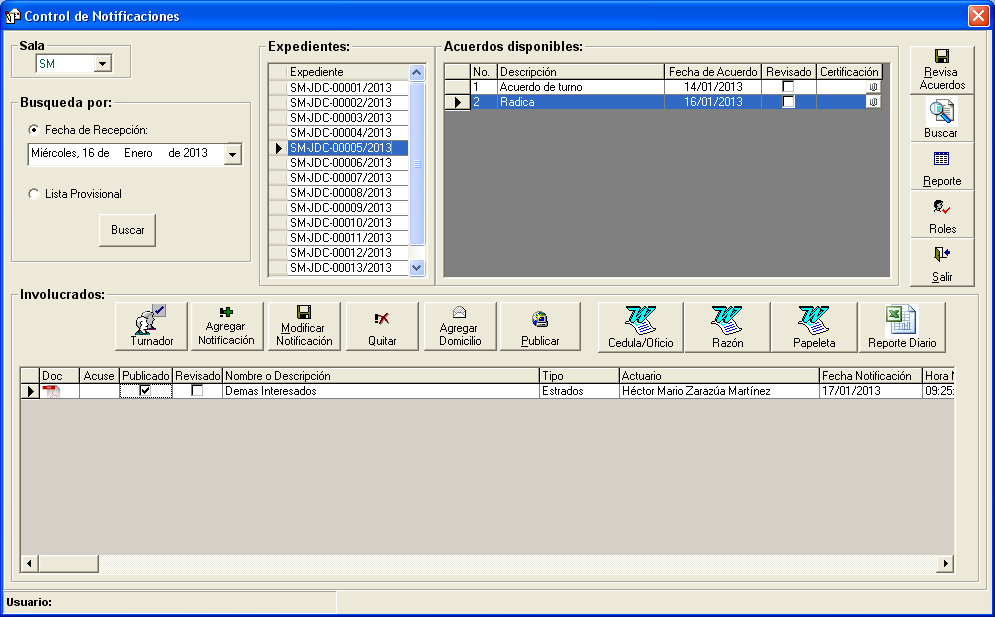 Control de Notificaciones
Sala
SM
Busqueda por:
Fecha de Recepción:
Miércoles, 16 de Enero de 2013
Lista Provisional
Buscar
Expedientes:
Expediente
SM-JDC-00001/2013
SM-JDC-00002/2013
SM-JDC-00003/2013
SM-JDC-00004/2013
SM-JDC-00005/2013
SM-JDC-00006/2013
SM-JDC-00007/2013
SM-JDC-00008/2013
SM-JDC-00009/2013
SM-JDC-00010/2013
SM-JDC-00011/2013
SM-JDC-00012/2013
SM-JDC-00013/2013
Acuerdos disponibles:
No. Descripción Fecha de Acuerdo Revisado Certificación
1 Acuerdo de turno 14/01/2013
2 Radica 16/01/2013
Revisa
Acuerdos
Buscar
Reporte
Roles
Salir
Involucrados:
Turnador
Agregar
Notificación
Modificar
Notificación
Quitar
Agregar
Domicilio
Publicar
Cedula/Oficio
Razón
Papeleta
Reporte Diario
Doc Acuse Publicado Revisado Nombre o Descripción Tipo Actuario Fecha Notificación Hora
Demas Interesados Estados Héctor Mario Zarazúa Martínez 17/01/2013 09:25:
Usuario: